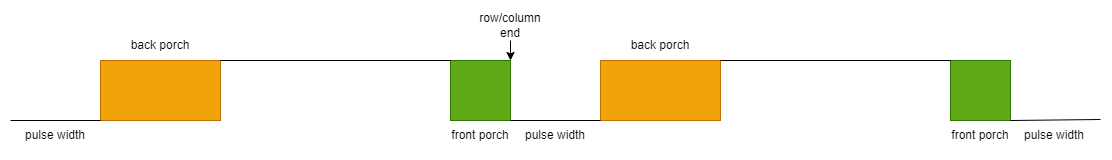 row/column
end
back porch
back porch
pulse width
front porch
pulse width
front porch
pulse width